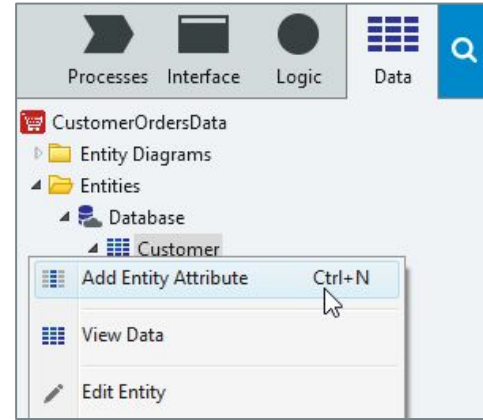 Processes Interface Logic Data
CustomerOrdersData
Entity Diagrams
Entities
Database
Customer
Add Entity Attribute Ctrl+N
View Data
Edit Entity